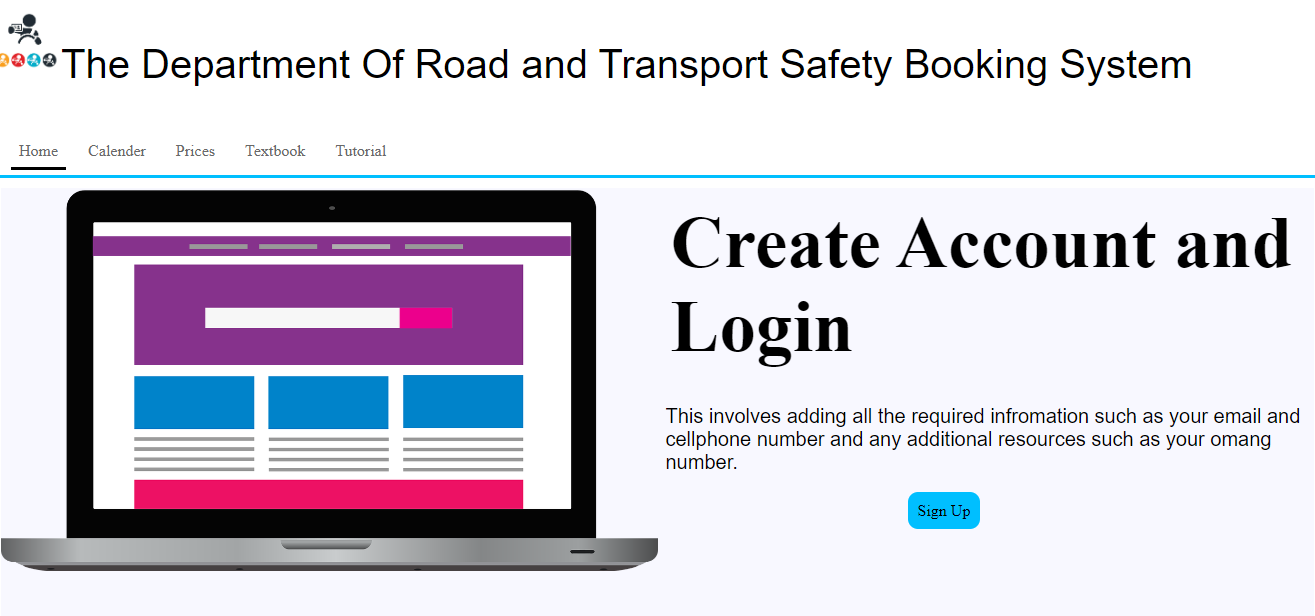 The Department Of Road and Transport Safety Booking System
Home Calender Prices Textbook Tutorial
Create Account and
Login
This involves adding all the required infromation such as your email and
cellphone number and any additional resources such as your omang
number.
Sign Up